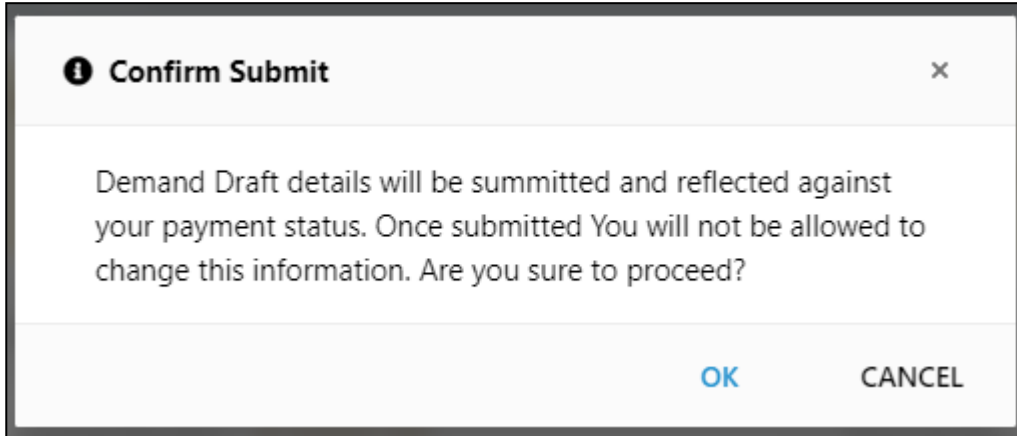 Confirm Submit
Demand Draft details will be summitted and reflected against
your payment status. Once submitted You will not be allowed to
change this information. Are you sure to proceed?
OK CANCEL